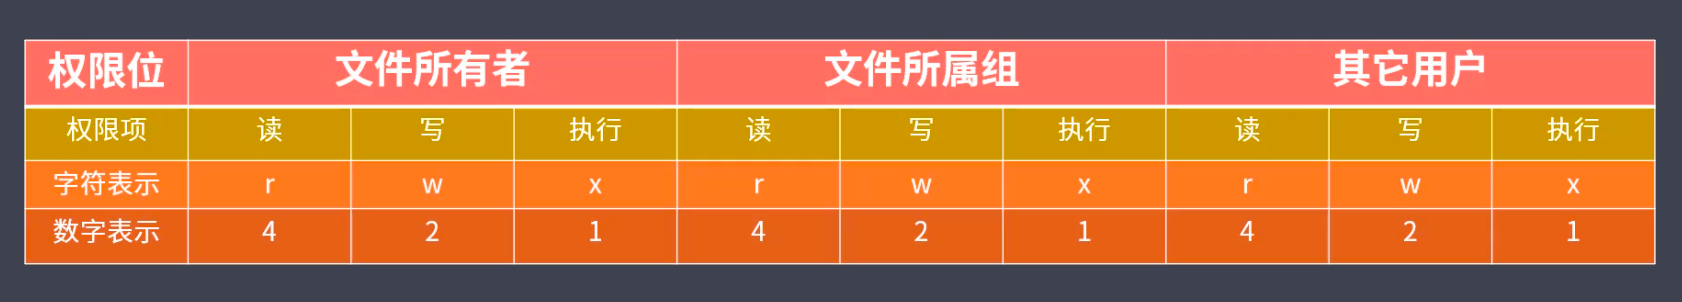 权限位 文件所有者 文件所属组 其它用户
权限项 读 写 执行 读 写 执行 读 写 执行
字符表示 r w x r w x r w x
数字表示 4 2 1 4 2 1 4 2 1